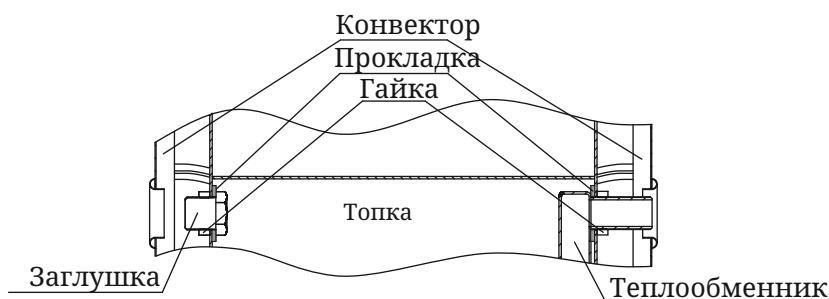 Конвектор
Прокладка
Гайка
Топка
Заглушка
Теплообменник